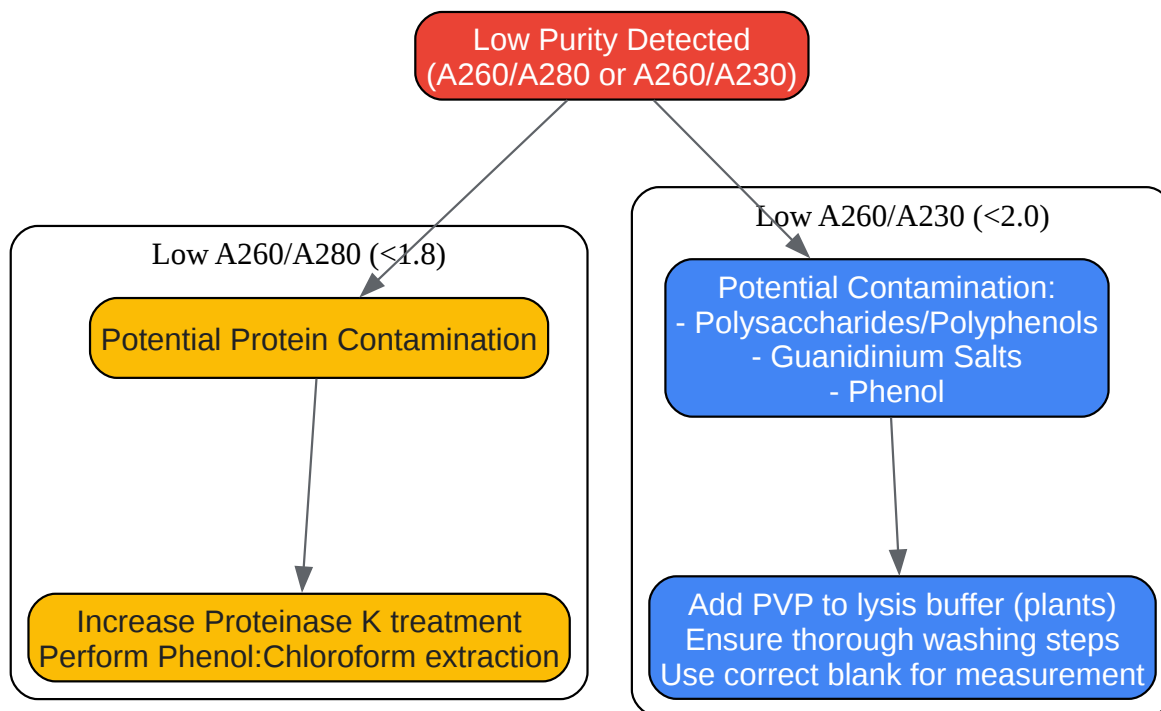 Low Purity Detected
(A260/A280 or A260/A230)
Low A260/A280 (<1.8)
Potential Protein Contamination
Increase Proteinase K treatment
Perform Phenol:Chloroform extraction
Low A260/A230 (<2.0)
Potential Contamination:
- Polysaccharides/Polyphenols
- Guanidinium Salts
- Phenol
Add PVP to lysis buffer (plants)
Ensure thorough washing steps
Use correct blank for measurement